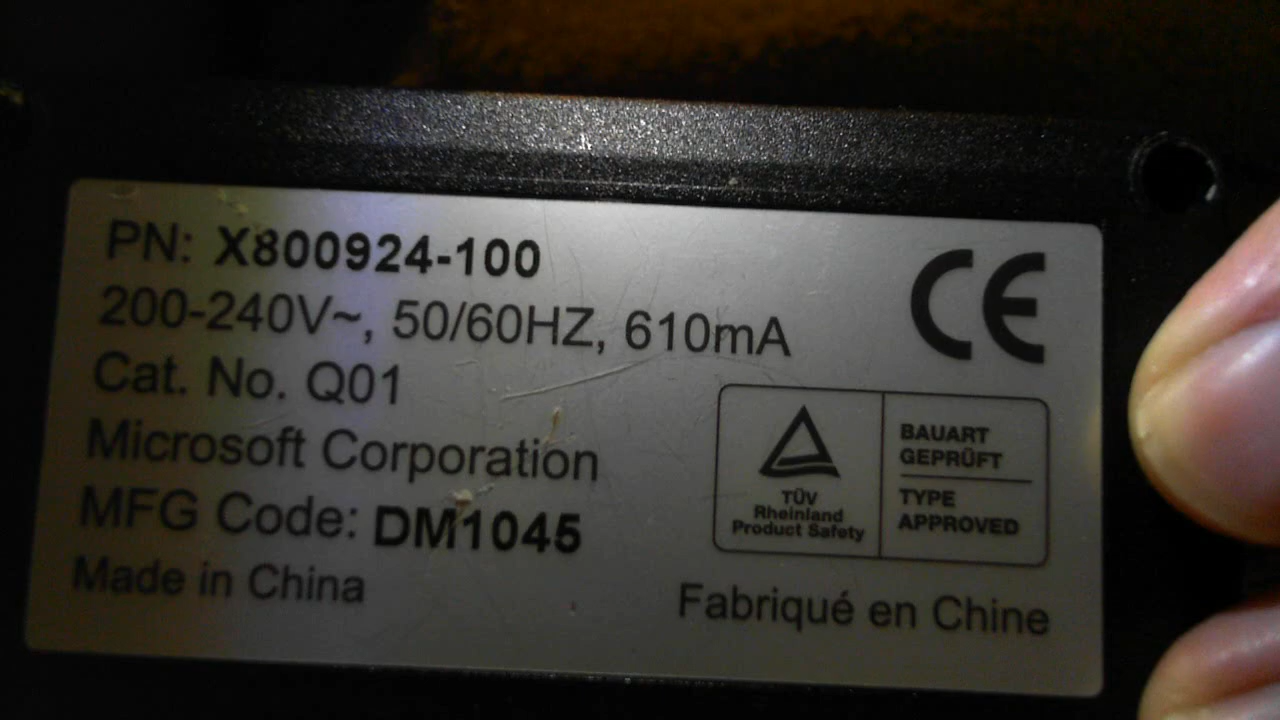 PN: X800924-100
200-240V~, 50/60HZ, 610mA
Cat. No. Q01
Microsoft Corporation
MFG Code: DM1045
Made in China
CE
TÜV
Rheinland
Product Safety
BAUART
GEPRÜFT
TYPE
APPROVED
Fabriqué en Chine